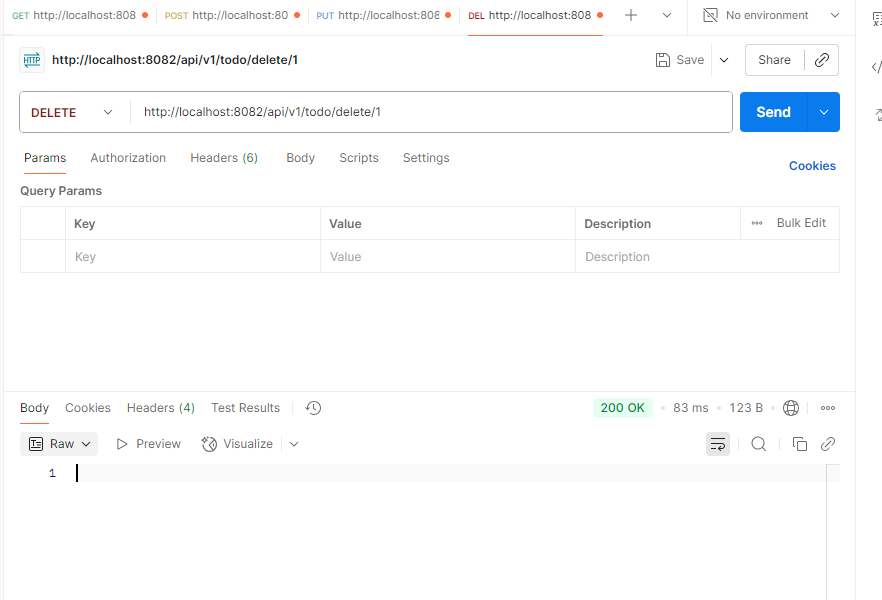 GET http://localhost:808 POST http://localhost:80 PUT http://localhost:808 DEL http://localhost:808 No environment
HTTP http://localhost:8082/api/v1/todo/delete/1 Save Share
DELETE http://localhost:8082/api/v1/todo/delete/1 Send
Params Authorization Headers (6) Body Scripts Settings Cookies
Query Params
Key Value Description Bulk Edit
Key Value Description
Body Cookies Headers (4) Test Results 200 OK 83 ms 123 B
Raw Preview Visualize
1